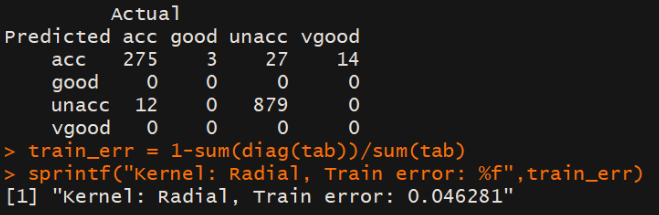 Actual
Predicted acc good unacc vgood
acc 275 3 27 14
good 0 0 0 0
unacc 12 0 879 0
vgood 0 0 0 0
> train_err = 1-sum(diag(tab))/sum(tab)
> sprintf("Kernel: Radial, Train error: %f",train_err)
[1] "Kernel: Radial, Train error: 0.046281"